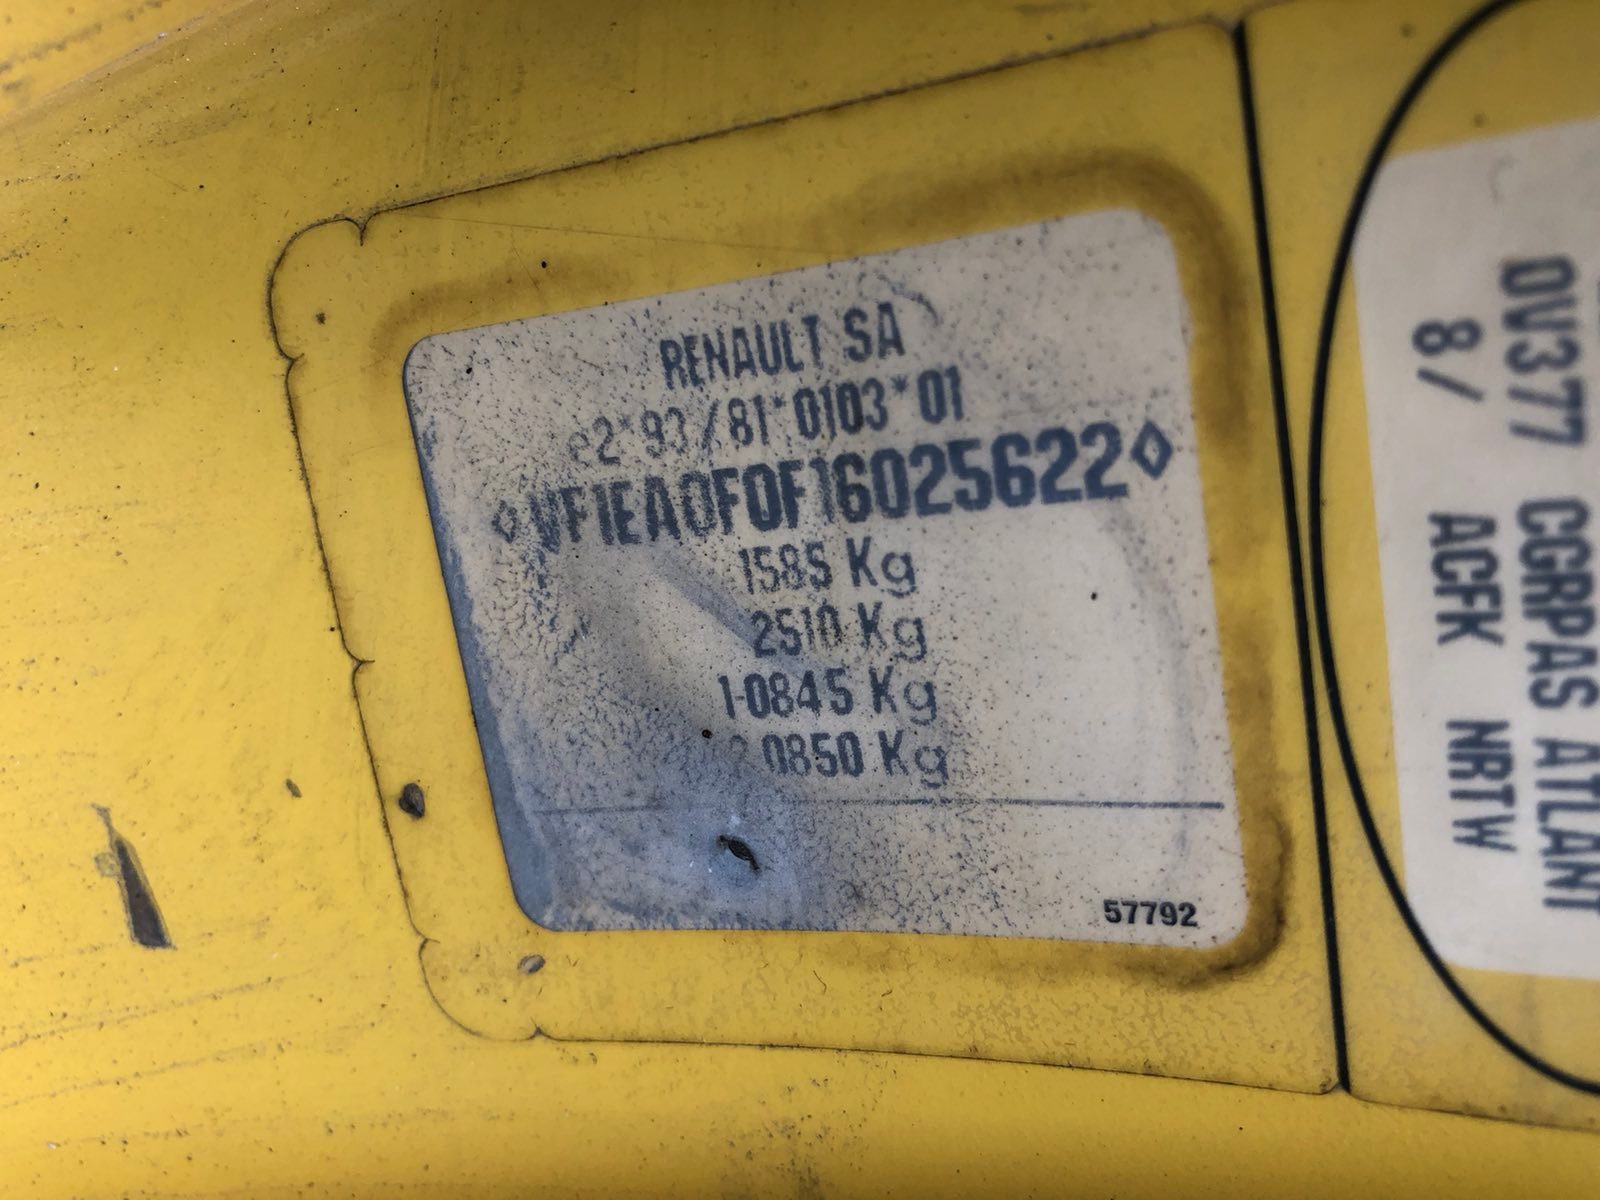 RENAULT SA
e2*93/81*0103*01
◊VF1EA0F0F16025622◊
1585 Kg
2510 Kg
1-0845 Kg
0850 Kg
57792
DV377 CGRPAS ATLANT
8/ ACFK NRTW